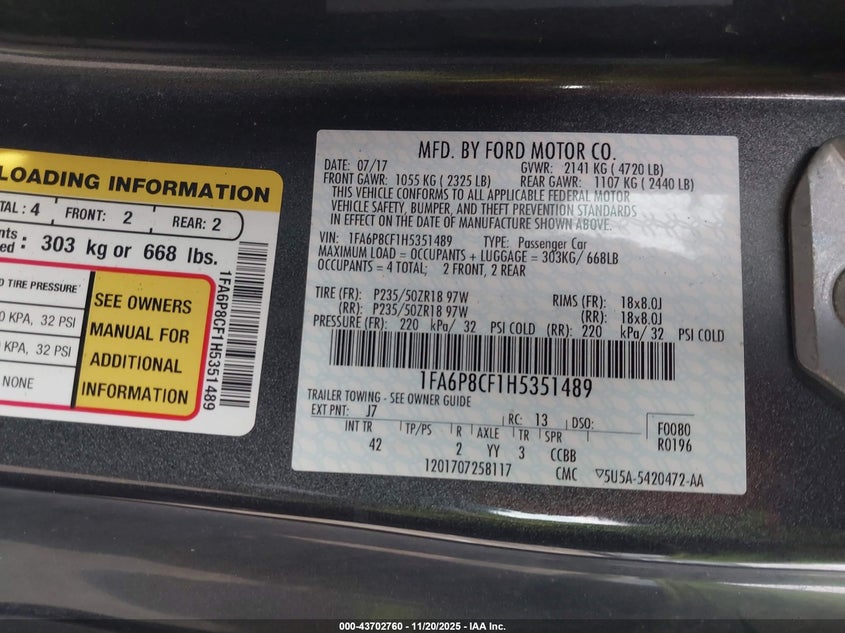 LOADING INFORMATION
TAL : 4 FRONT: 2 REAR: 2
nts
ed : 303 kg or 668 lbs.
D TIRE PRESSURE
0 KPA, 32 PSI
0 KPA, 32 PSI
NONE
SEE OWNERS
MANUAL FOR
ADDITIONAL
INFORMATION
1FA6P8CF1H5351489
MFD. BY FORD MOTOR CO.
DATE: 07/17 GVWR: 2141 KG ( 4720 LB)
FRONT GAWR: 1055 KG ( 2325 LB) REAR GAWR: 1107 KG ( 2440 LB)
THIS VEHICLE CONFORMS TO ALL APPLICABLE FEDERAL MOTOR
VEHICLE SAFETY, BUMPER, AND THEFT PREVENTION STANDARDS
IN EFFECT ON THE DATE OF MANUFACTURE SHOWN ABOVE.
VIN: 1FA6P8CF1H5351489 TYPE: Passenger Car
MAXIMUM LOAD = OCCUPANTS + LUGGAGE = 303KG/ 668LB
OCCUPANTS = 4 TOTAL; 2 FRONT, 2 REAR
TIRE (FR): P235/50ZR18 97W RIMS (FR): 18x8.0J
(RR): P235/50ZR18 97W (RR): 18x8.0J
PRESSURE (FR): 220 kPa/ 32 PSI COLD (RR): 220 kPa/ 32 PSI COLD
1FA6P8CF1H5351489
TRAILER TOWING - SEE OWNER GUIDE
EXT PNT: J7 RC: 13 DSO: F0080
R0196
INT TR TP/PS R AXLE TR SPR
42 2 YY 3 CCBB
1201707258117 CMC ▽5U5A-5420472-AA
000-43702760 - 11/20/2025 - IAA Inc.